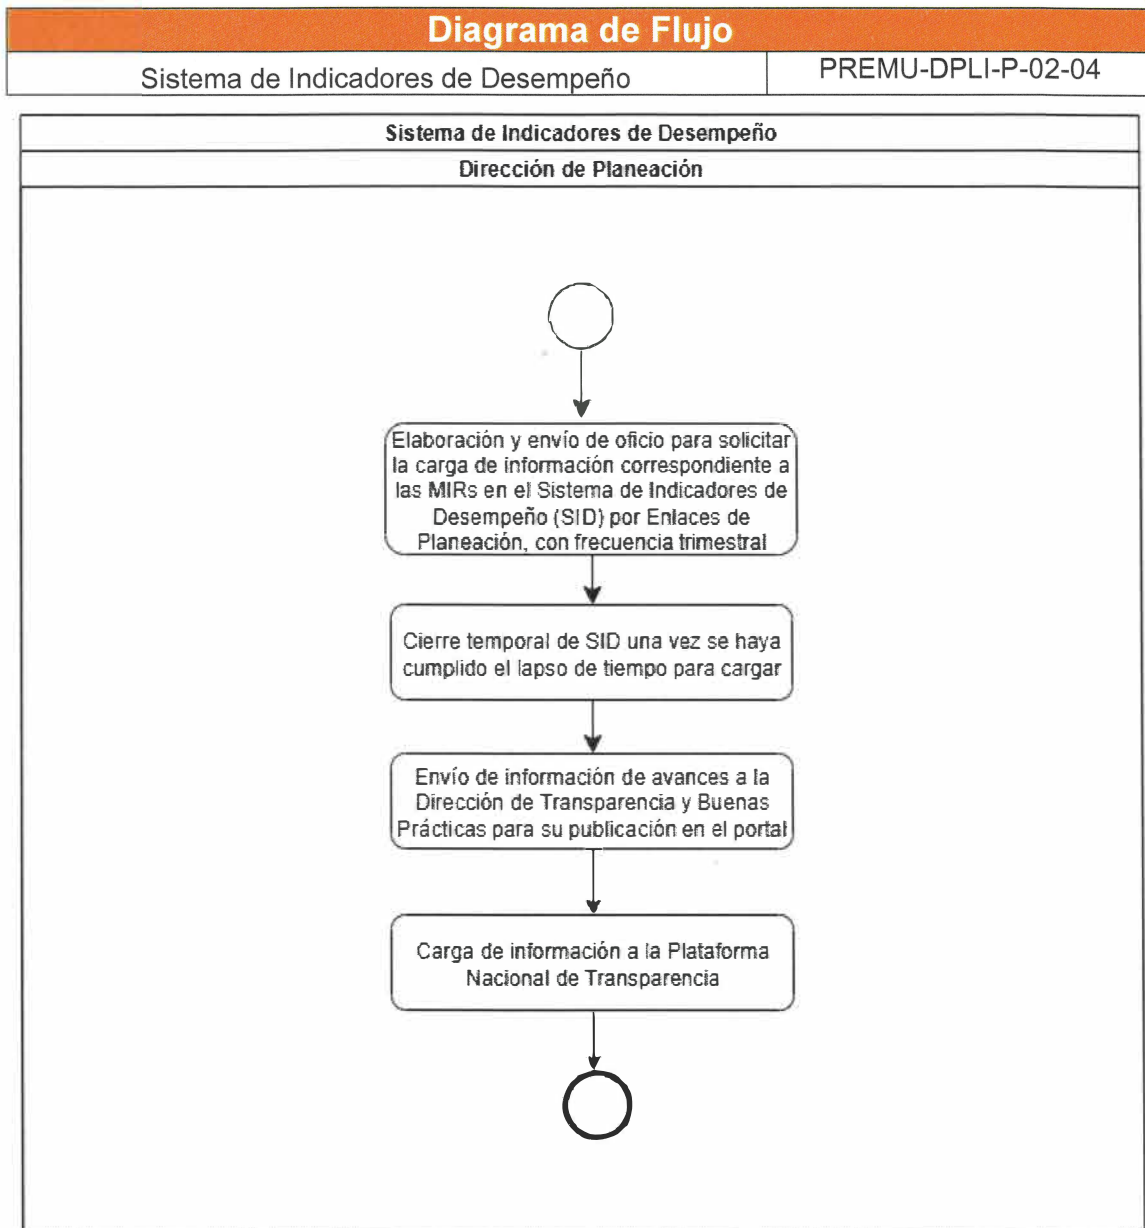 Diagrama de Flujo
Sistema de Indicadores de Desempeño
PREMU-DPLI-P-02-04
Sistema de Indicadores de Desempeño
Dirección de Planeación
Elaboración y envío de oficio para solicitar
la carga de información correspondiente a
las MIRs en el Sistema de Indicadores de
Desempeño (SID) por Enlaces de
Planeación, con frecuencia trimestral
Cierre temporal de SID una vez se haya
cumplido el lapso de tiempo para cargar
Envío de información de avances a la
Dirección de Transparencia y Buenas
Prácticas para su publicación en el portal
Carga de información a la Plataforma
Nacional de Transparencia